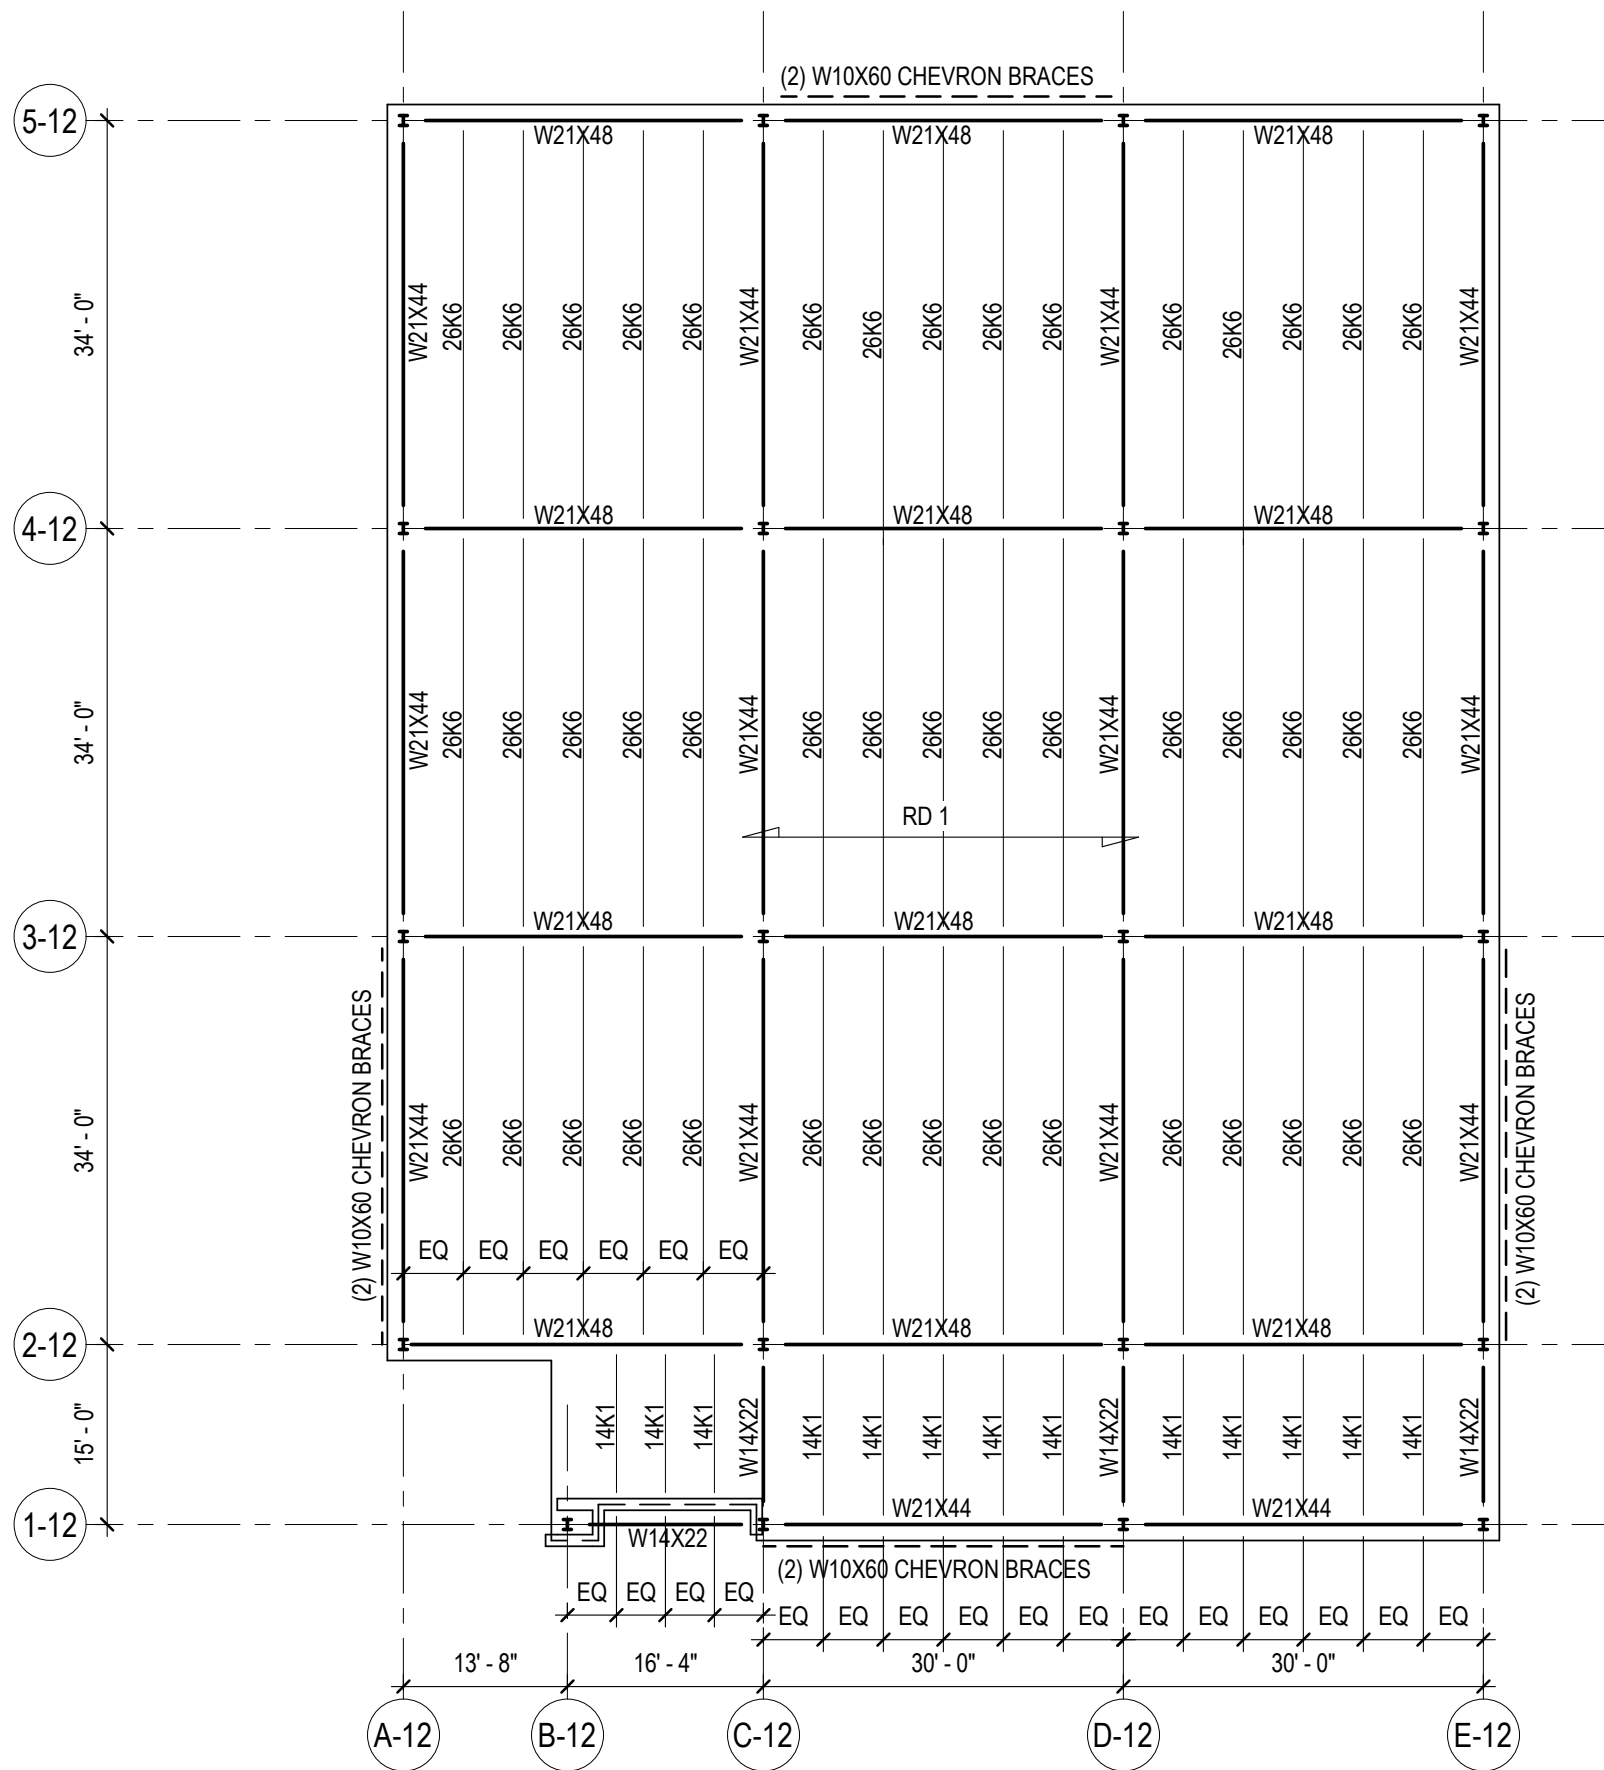 (2) W10X60 CHEVRON BRACES
5-12
W21X48 W21X48 W21X48
34' - 0"
W21X44 26K6 26K6 26K6 26K6 26K6 W21X44 26K6 26K6 26K6 26K6 26K6 W21X44 26K6 26K6 26K6 26K6 26K6 W21X44
4-12
W21X48 W21X48 W21X48
34' - 0"
W21X44 26K6 26K6 26K6 26K6 26K6 W21X44 26K6 26K6 26K6 26K6 26K6 W21X44 26K6 26K6 26K6 26K6 26K6 W21X44
RD 1
3-12
W21X48 W21X48 W21X48
34' - 0"
(2) W10X60 CHEVRON BRACES
W21X44 26K6 26K6 26K6 26K6 26K6 W21X44 26K6 26K6 26K6 26K6 26K6 W21X44 26K6 26K6 26K6 26K6 26K6 W21X44
(2) W10X60 CHEVRON BRACES
EQ EQ EQ EQ EQ EQ
2-12
W21X48 W21X48 W21X48
15' - 0"
14K1 14K1 14K1 W14X22 14K1 14K1 14K1 14K1 14K1 W14X22 14K1 14K1 14K1 14K1 14K1 W14X22
1-12
W14X22 W21X44 W21X44
(2) W10X60 CHEVRON BRACES
EQ EQ EQ EQ
EQ EQ EQ EQ EQ EQ EQ EQ EQ EQ EQ EQ
13' - 8" 16' - 4" 30' - 0" 30' - 0"
A-12 B-12 C-12 D-12 E-12